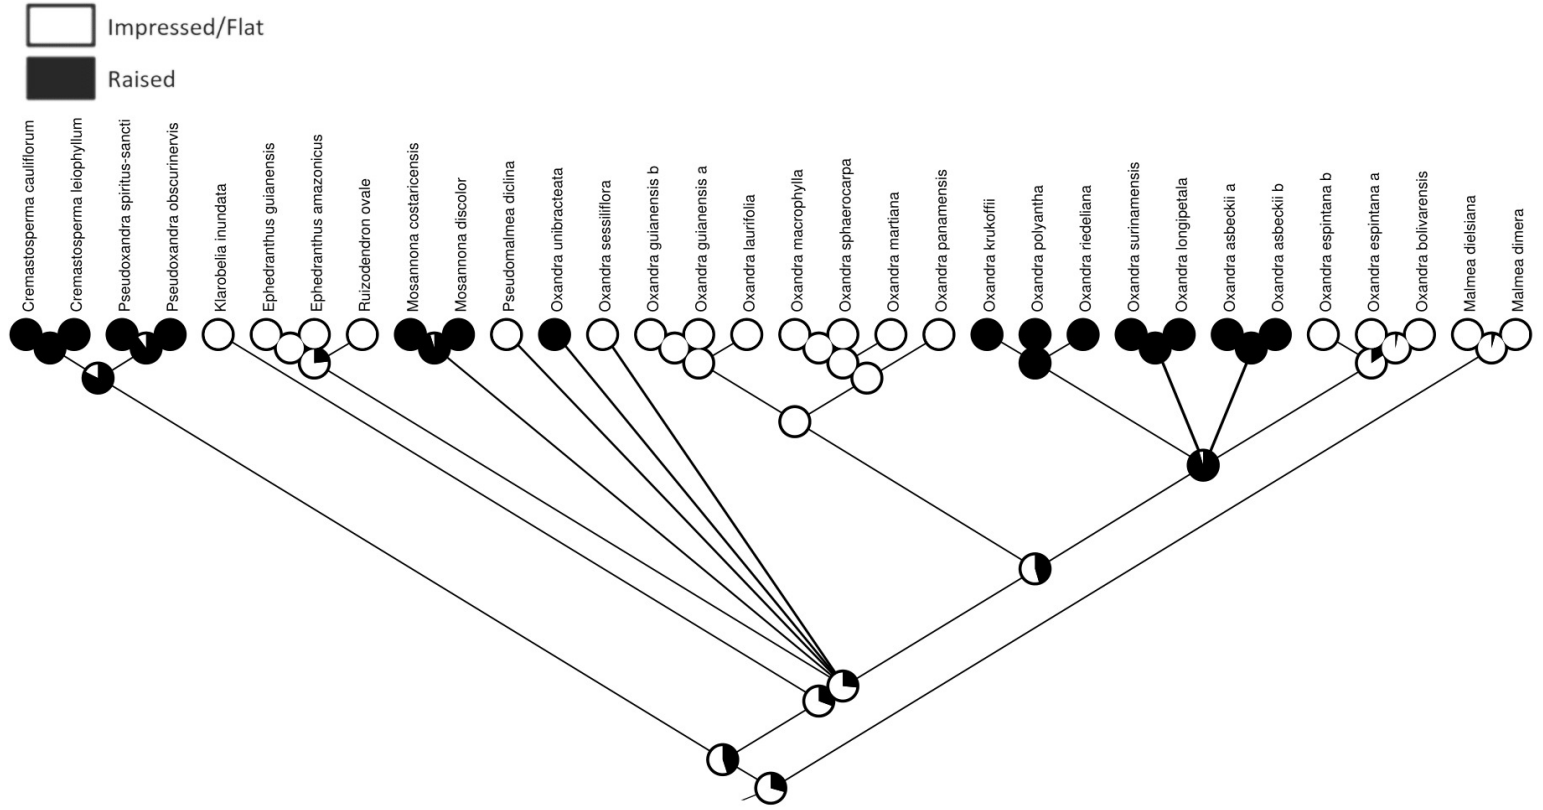 Impressed/Flat
Raised
Cremastosperma cauliflorum
Cremastosperma leiophyllum
Pseudoxandra spiritus-sancti
Pseudoxandra obscurinervis
Klarobelia inundata
Ephedranthus guianensis
Ephedranthus amazonicus
Ruizodendron ovale
Mosannona costaricensis
Mosannona discolor
Pseudomalmea diclina
Oxandra unibracteata
Oxandra sessiliflora
Oxandra guianensis b
Oxandra guianensis a
Oxandra laurifolia
Oxandra macrophylla
Oxandra sphaerocarpa
Oxandra martiana
Oxandra panamensis
Oxandra krukoffii
Oxandra polyantha
Oxandra riedeliana
Oxandra surinamensis
Oxandra longipetala
Oxandra asbeckii a
Oxandra asbeckii b
Oxandra espintana b
Oxandra espintana a
Oxandra bolivarensis
Malmea dielsiana
Malmea dimera